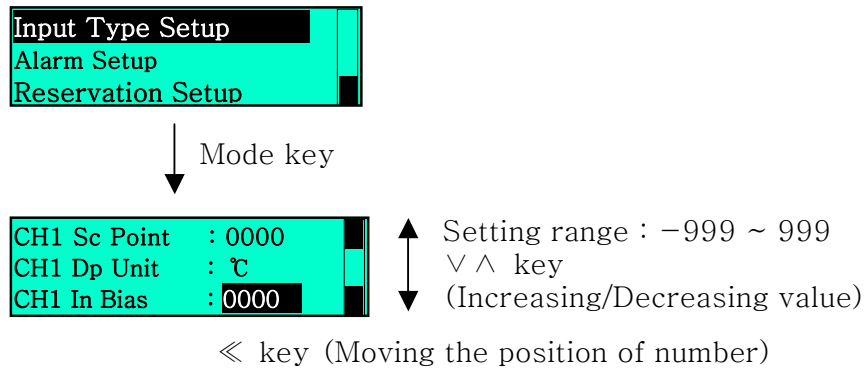 Input Type Setup
Alarm Setup
Reservation Setup
Mode key
CH1 Sc Point : 0000
CH1 Dp Unit : ℃
CH1 In Bias : 0000
Setting range : −999 ~ 999
∨∧ key
(Increasing/Decreasing value)
≪ key (Moving the position of number)